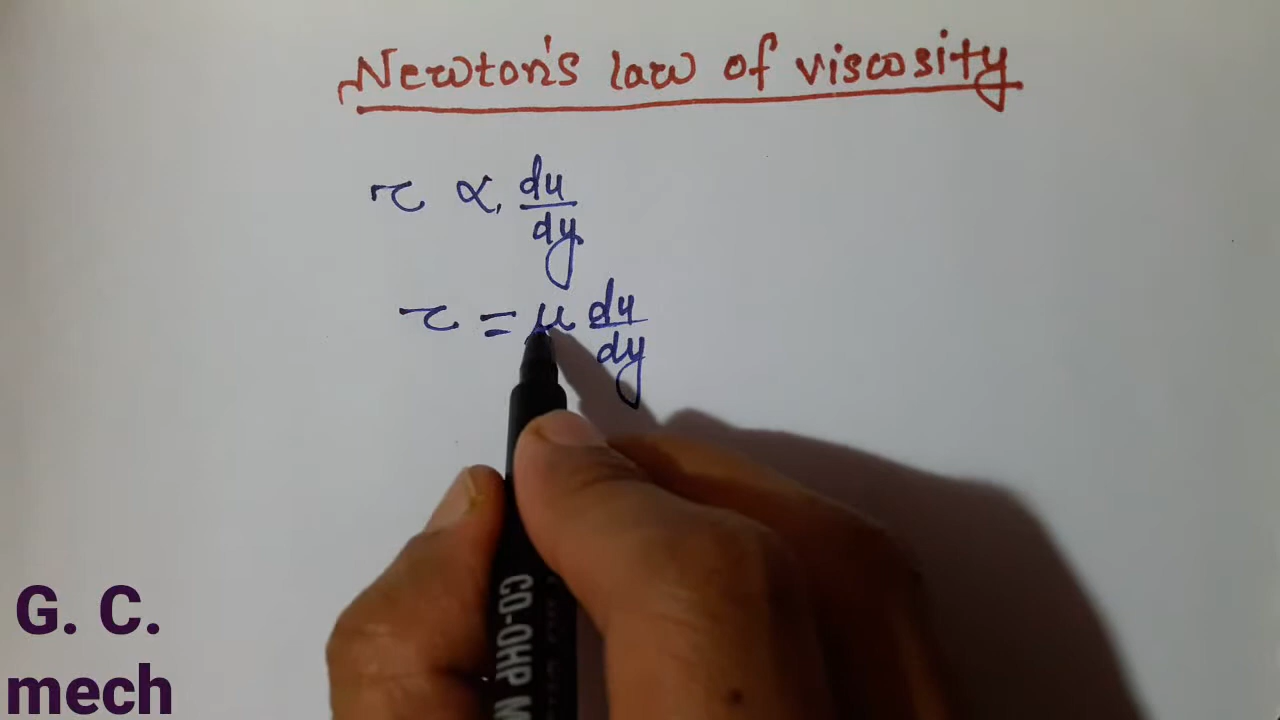 Newton's law of viscosity
τ ∝ du/dy
τ = μ du/dy
CO-OHP M
G. C.
mech